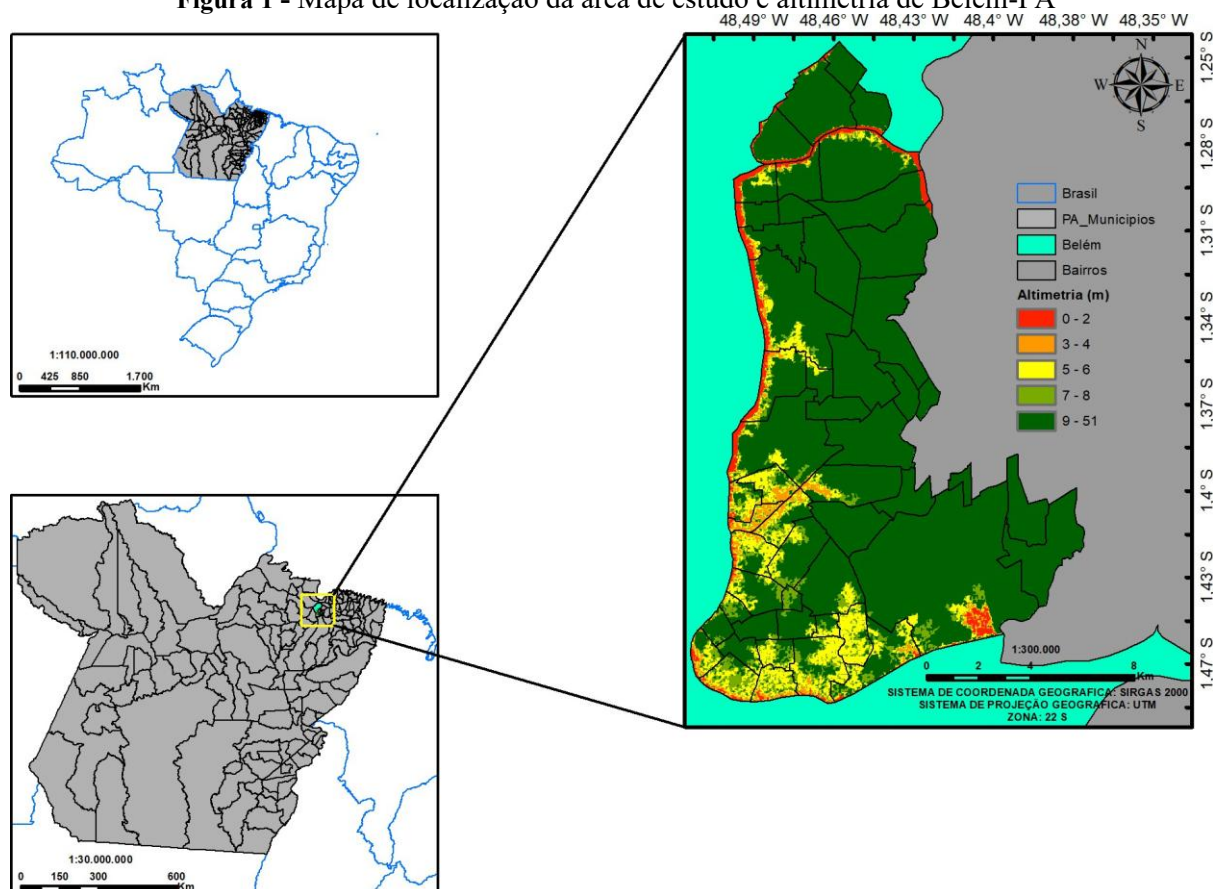 Figura 1 - Mapa de localização da área de estudo e altimetria de Belém-PA
48,49° W 48,46° W 48,43° W 48,4° W 48,38° W 48,35° W
1:110.000.000
0 425 850 1.700
Km
N
W E
S
Brasil
PA_Municipios
Belém
Bairros
Altimetria (m)
0 - 2
3 - 4
5 - 6
7 - 8
9 - 51
1.25° S
1.28° S
1.31° S
1.34° S
1.37° S
1.4° S
1.43° S
1.47° S
1:300.000
0 2 4 8
Km
SISTEMA DE COORDENADA GEOGRAFICA: SIRGAS 2000
SISTEMA DE PROJEÇÃO GEOGRAFICA: UTM
ZONA: 22 S
1:30.000.000
0 150 300 600
Km